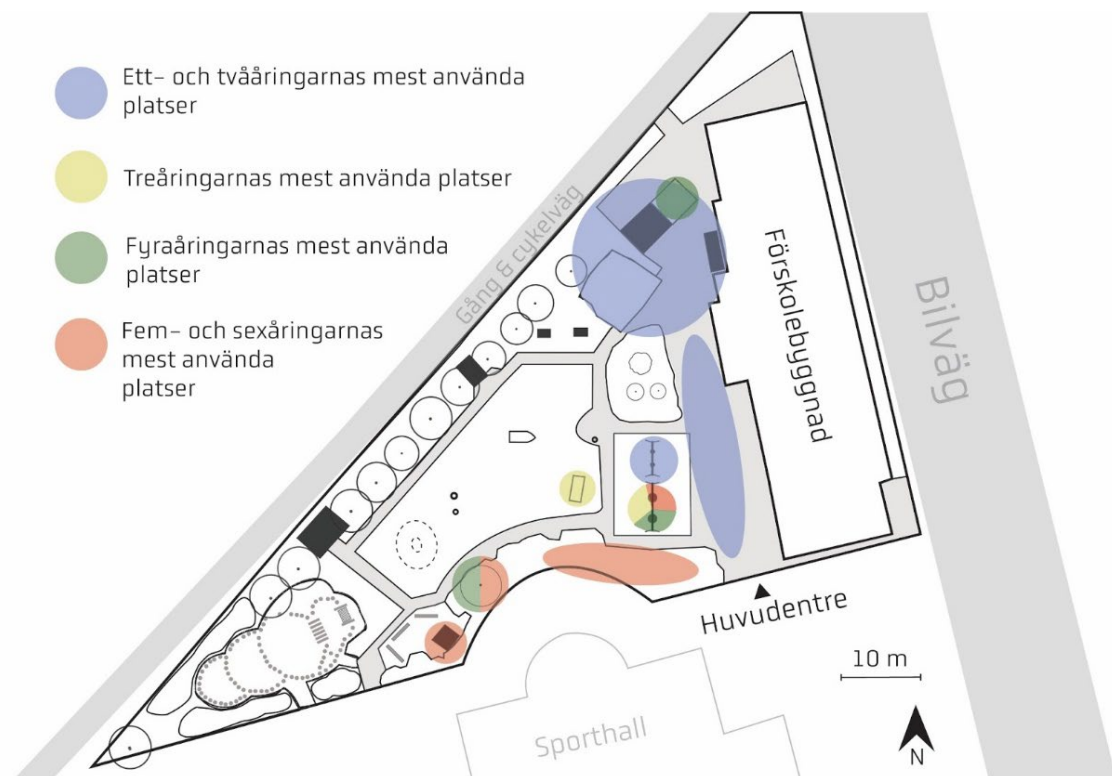 Ett- och tvååringarnas mest använda
platser
Treåringarnas mest använda platser
Fyraåringarnas mest använda
platser
Fem- och sexåringarnas
mest använda
platser
Gång & cykelväg
Förskolebyggnad
Bilväg
Huvudentre
10 m
Sporthall
N